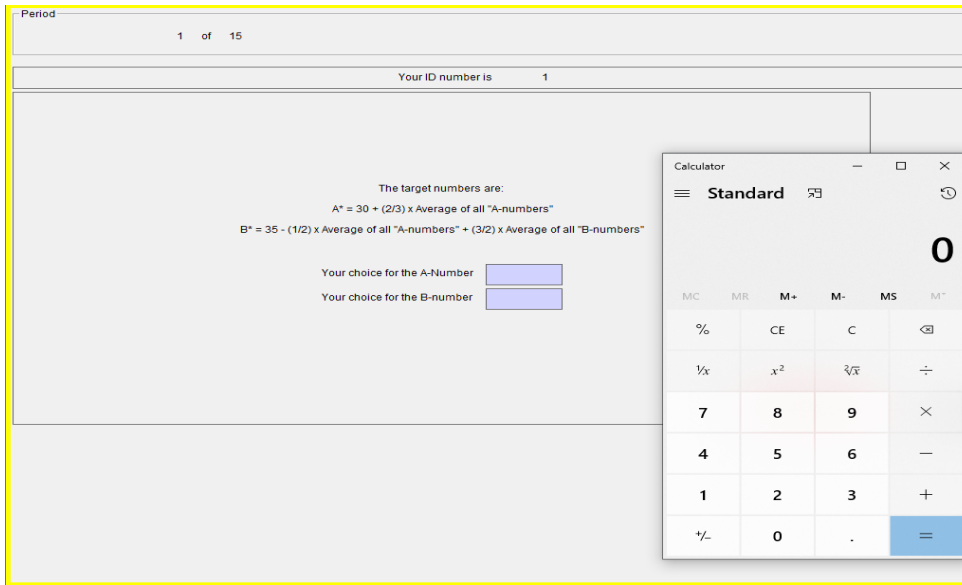 Period
1 of 15
Your ID number is 1
The target numbers are:
A* = 30 + (2/3) x Average of all "A-numbers"
B* = 35 - (1/2) x Average of all "A-numbers" + (3/2) x Average of all "B-numbers"
Your choice for the A-Number
Your choice for the B-number
Calculator
Standard
0
MC MR M+ M- MS M˅
% CE C
¹/x x² ²√x ÷
7 8 9 ×
4 5 6 −
1 2 3 +
+/− 0 . =